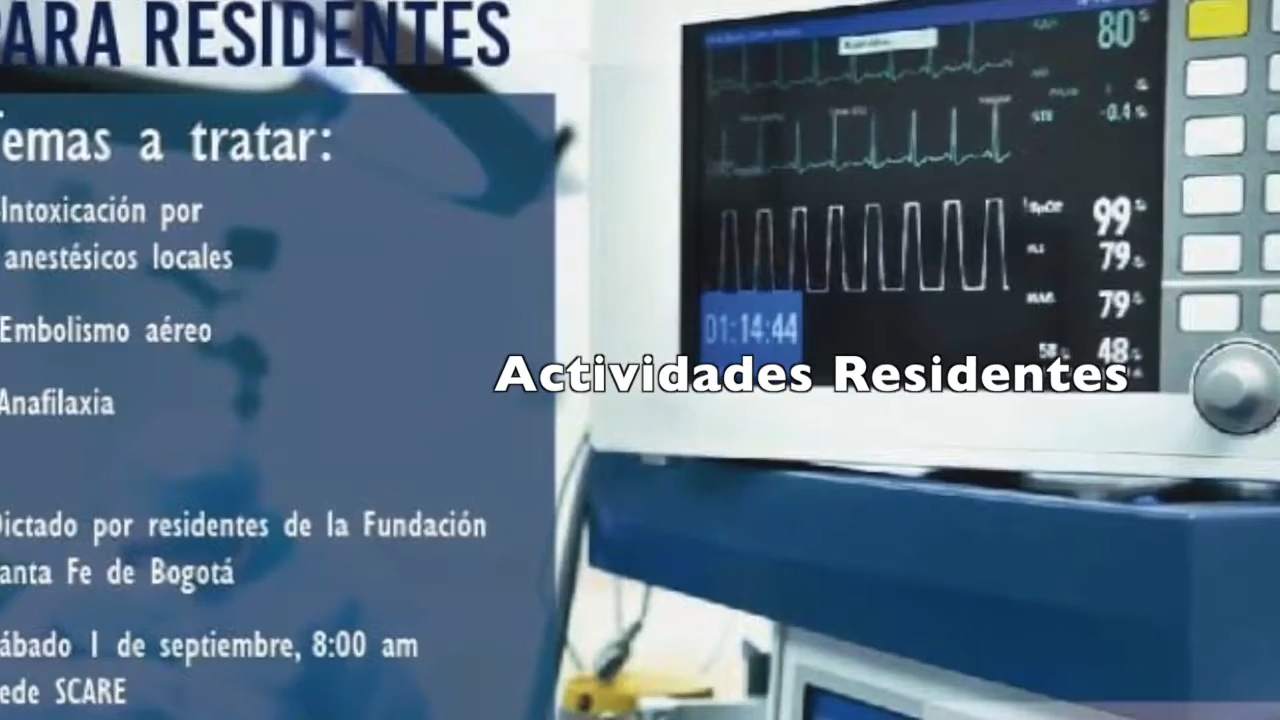 ARA RESIDENTES
emas a tratar:
Intoxicación por
anestésicos locales
Embolismo aéreo
Anafilaxia
ictado por residentes de la Fundación
anta Fe de Bogotá
ábado 1 de septiembre, 8:00 am
ede SCARE
Actividades Residentes
80
-0.4
SpO2
99
79
79
48
01:14:44